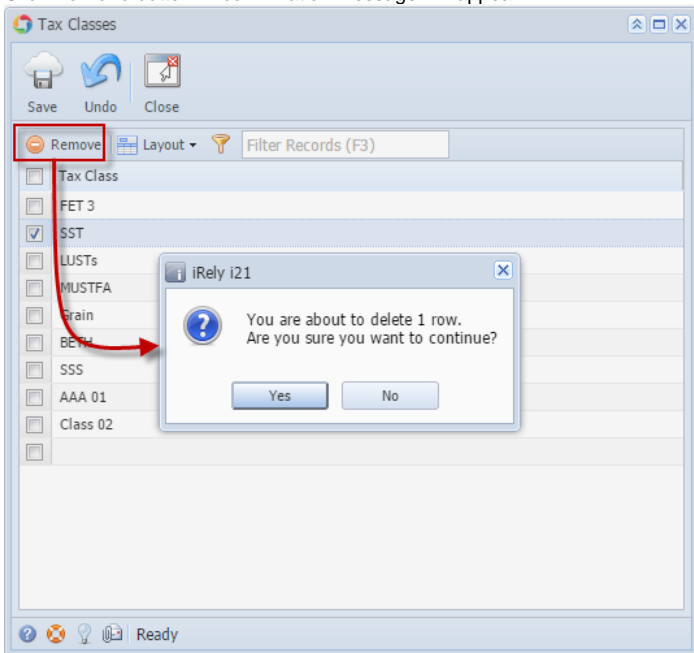 Tax Classes
Save Undo Close
Remove Layout Filter Records (F3)
Tax Class
FET 3
SST
LUSTs
MUSTFA
Grain
BETH
SSS
AAA 01
Class 02
iRely i21
You are about to delete 1 row.
Are you sure you want to continue?
Yes No
Ready